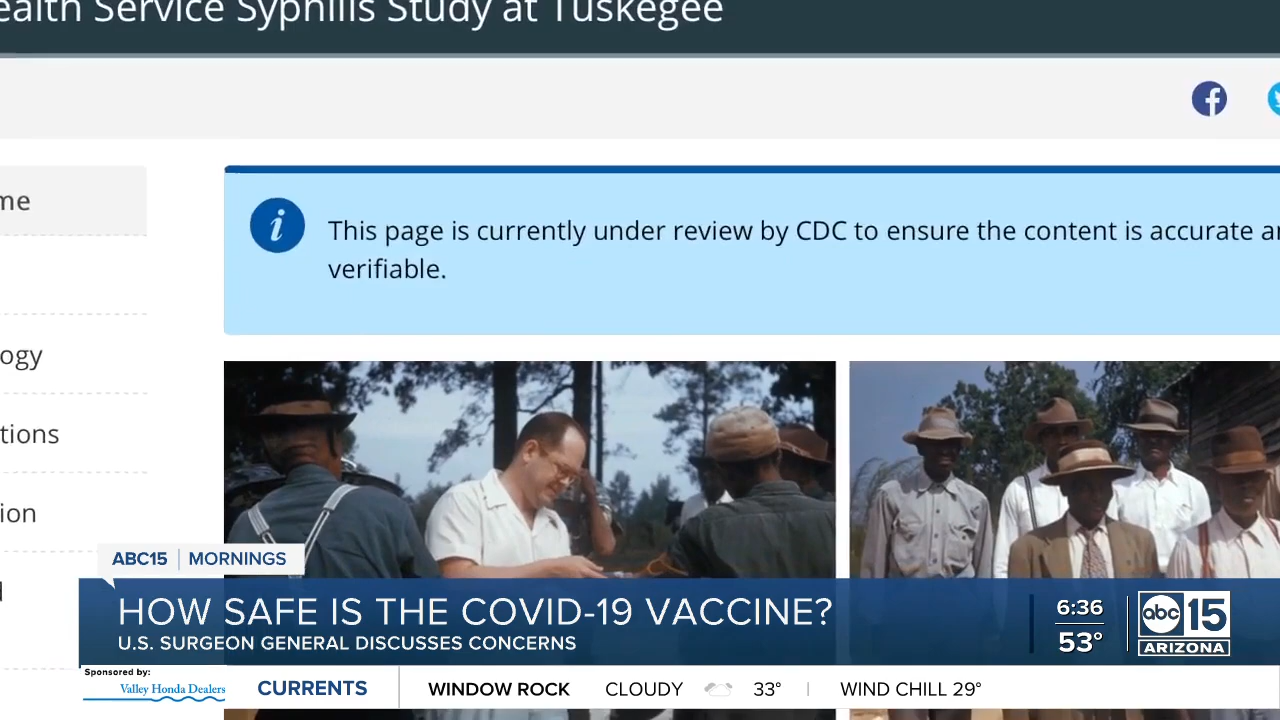 ealth Service Syphilis Study at Tuskegee
me
This page is currently under review by CDC to ensure the content is accurate a
verifiable.
ogy
tions
ion
ABC15 | MORNINGS
HOW SAFE IS THE COVID-19 VACCINE?
U.S. SURGEON GENERAL DISCUSSES CONCERNS
6:36
53°
abc 15
ARIZONA
Sponsored by:
Valley Honda Dealers
CURRENTS
WINDOW ROCK CLOUDY 33° | WIND CHILL 29°